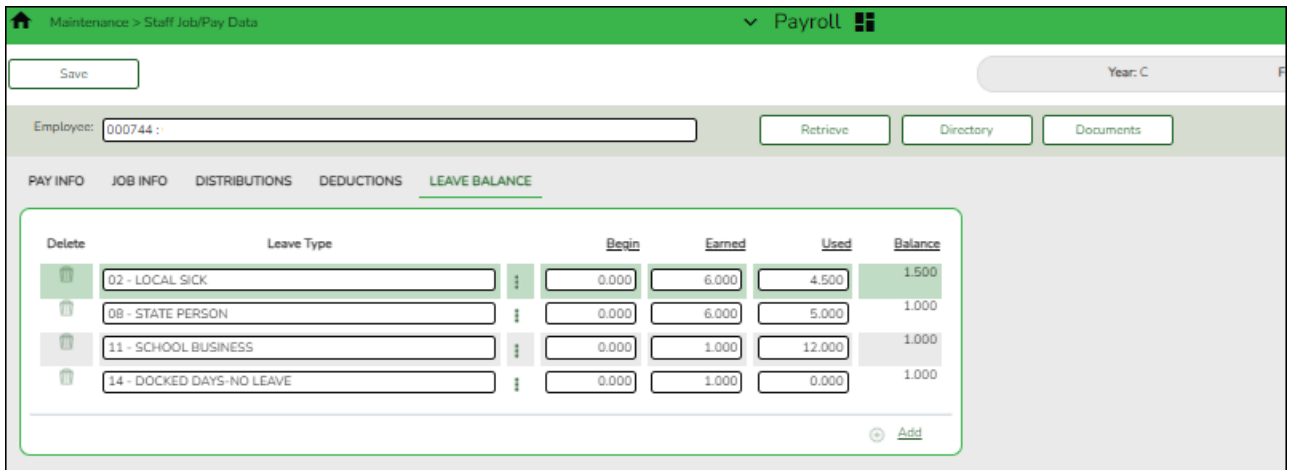 Maintenance > Staff Job/Pay Data Payroll
Save Year: C F
Employee: 000744 : Retrieve Directory Documents
PAY INFO JOB INFO DISTRIBUTIONS DEDUCTIONS LEAVE BALANCE
Delete Leave Type Begin Earned Used Balance
02 - LOCAL SICK 0.000 6.000 4.500 1.500
08 - STATE PERSON 0.000 6.000 5.000 1.000
11 - SCHOOL BUSINESS 0.000 1.000 12.000 1.000
14 - DOCKED DAYS-NO LEAVE 0.000 1.000 0.000 1.000
Add